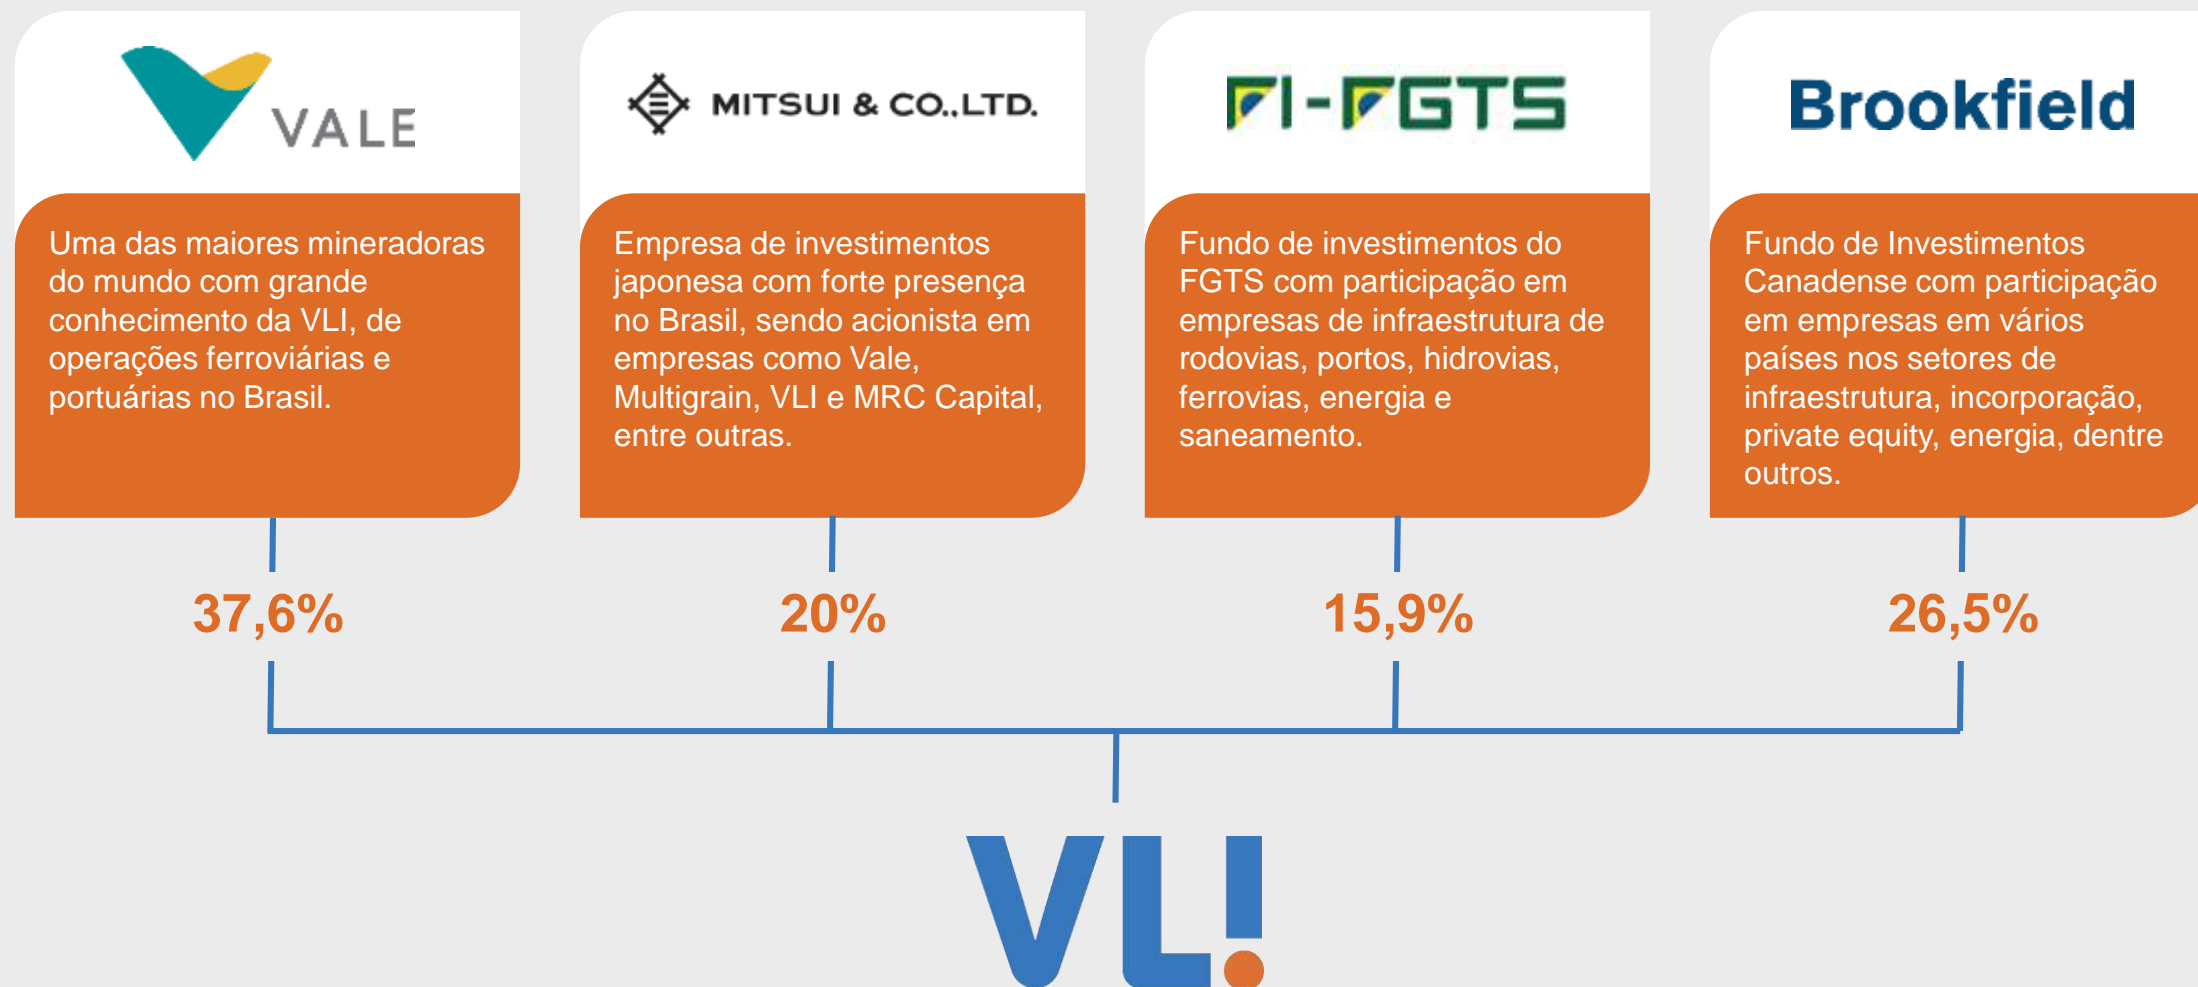 VALE
Uma das maiores mineradoras
do mundo com grande
conhecimento da VLI, de
operações ferroviárias e
portuárias no Brasil.
37,6%
MITSUI & CO.,LTD.
Empresa de investimentos
japonesa com forte presença
no Brasil, sendo acionista em
empresas como Vale,
Multigrain, VLI e MRC Capital,
entre outras.
20%
FI-FGTS
Fundo de investimentos do
FGTS com participação em
empresas de infraestrutura de
rodovias, portos, hidrovias,
ferrovias, energia e
saneamento.
15,9%
Brookfield
Fundo de Investimentos
Canadense com participação
em empresas em vários
países nos setores de
infraestrutura, incorporação,
private equity, energia, dentre
outros.
26,5%
VL!